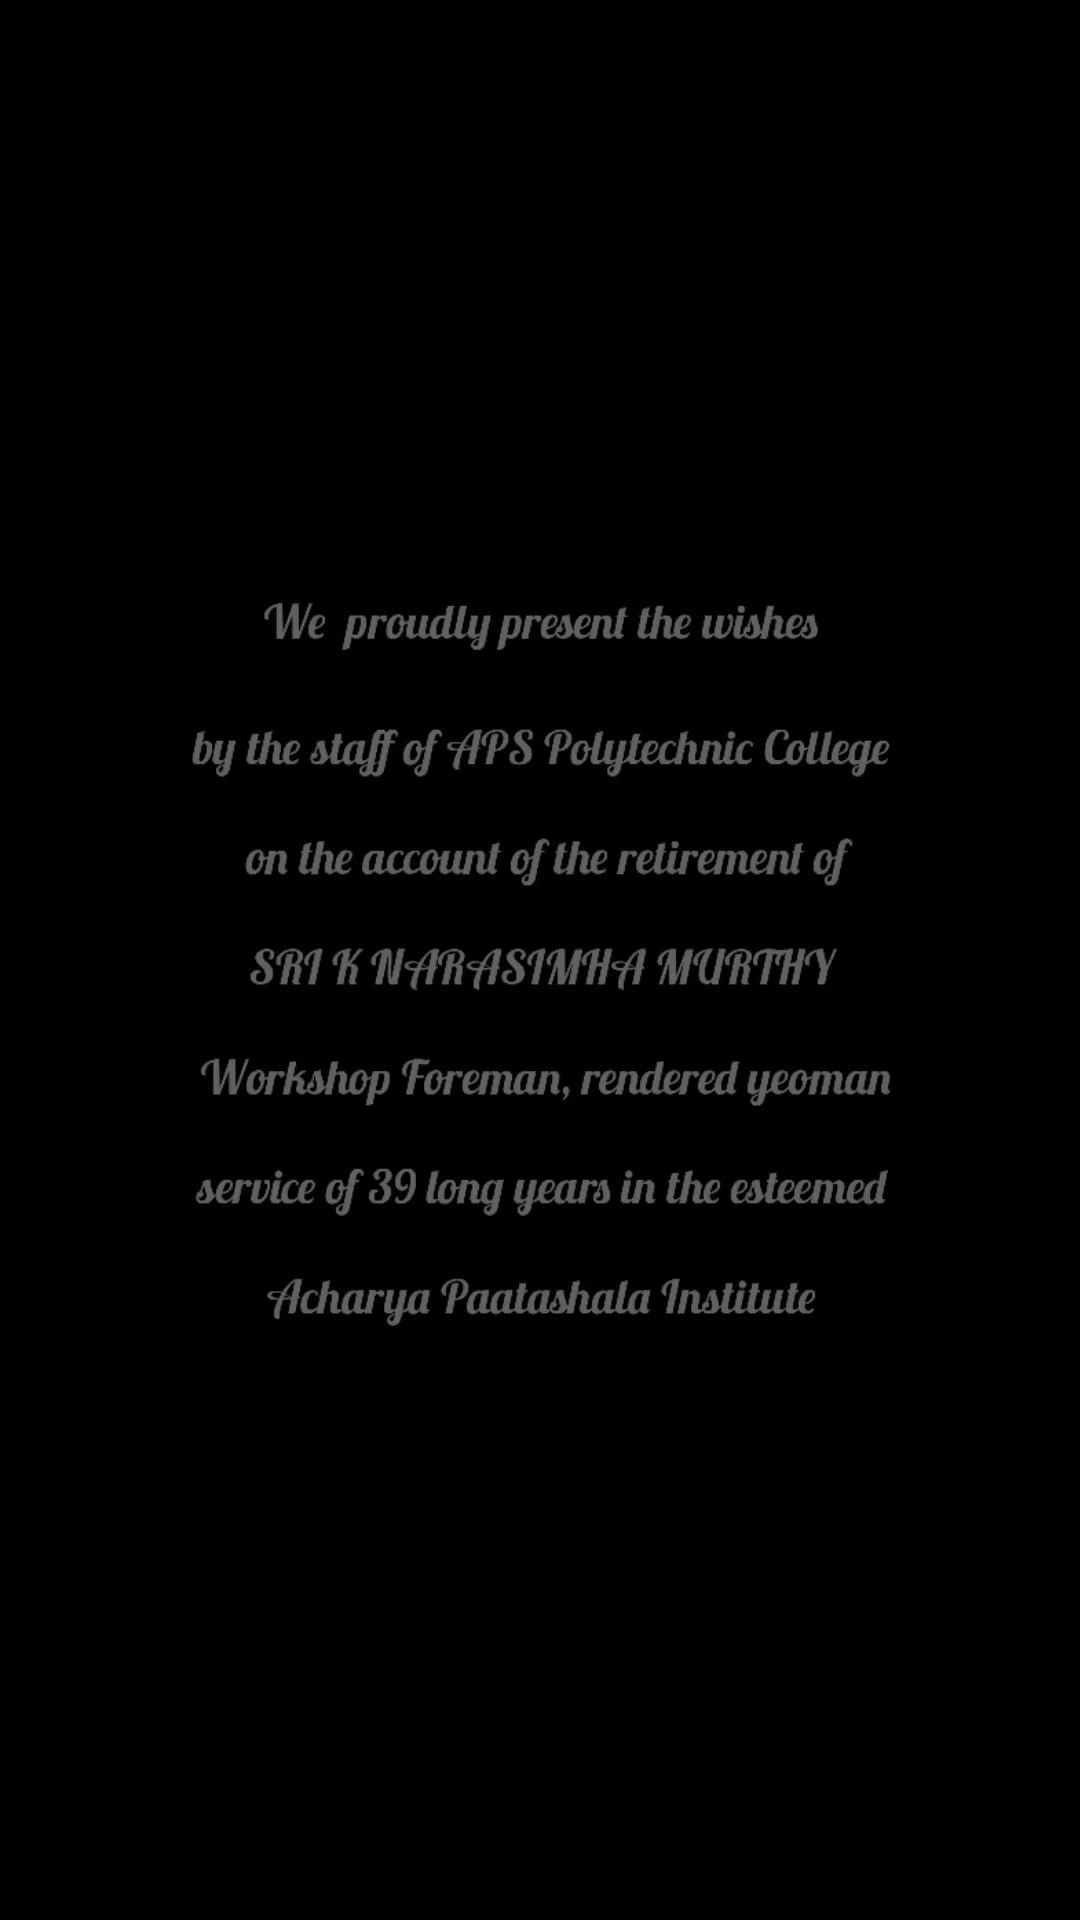 We proudly present the wishes
by the staff of APS Polytechnic College
on the account of the retirement of
SRI K NARASIMHA MURTHY
Workshop Foreman, rendered yeoman
service of 39 long years in the esteemed
Acharya Paatashala Institute